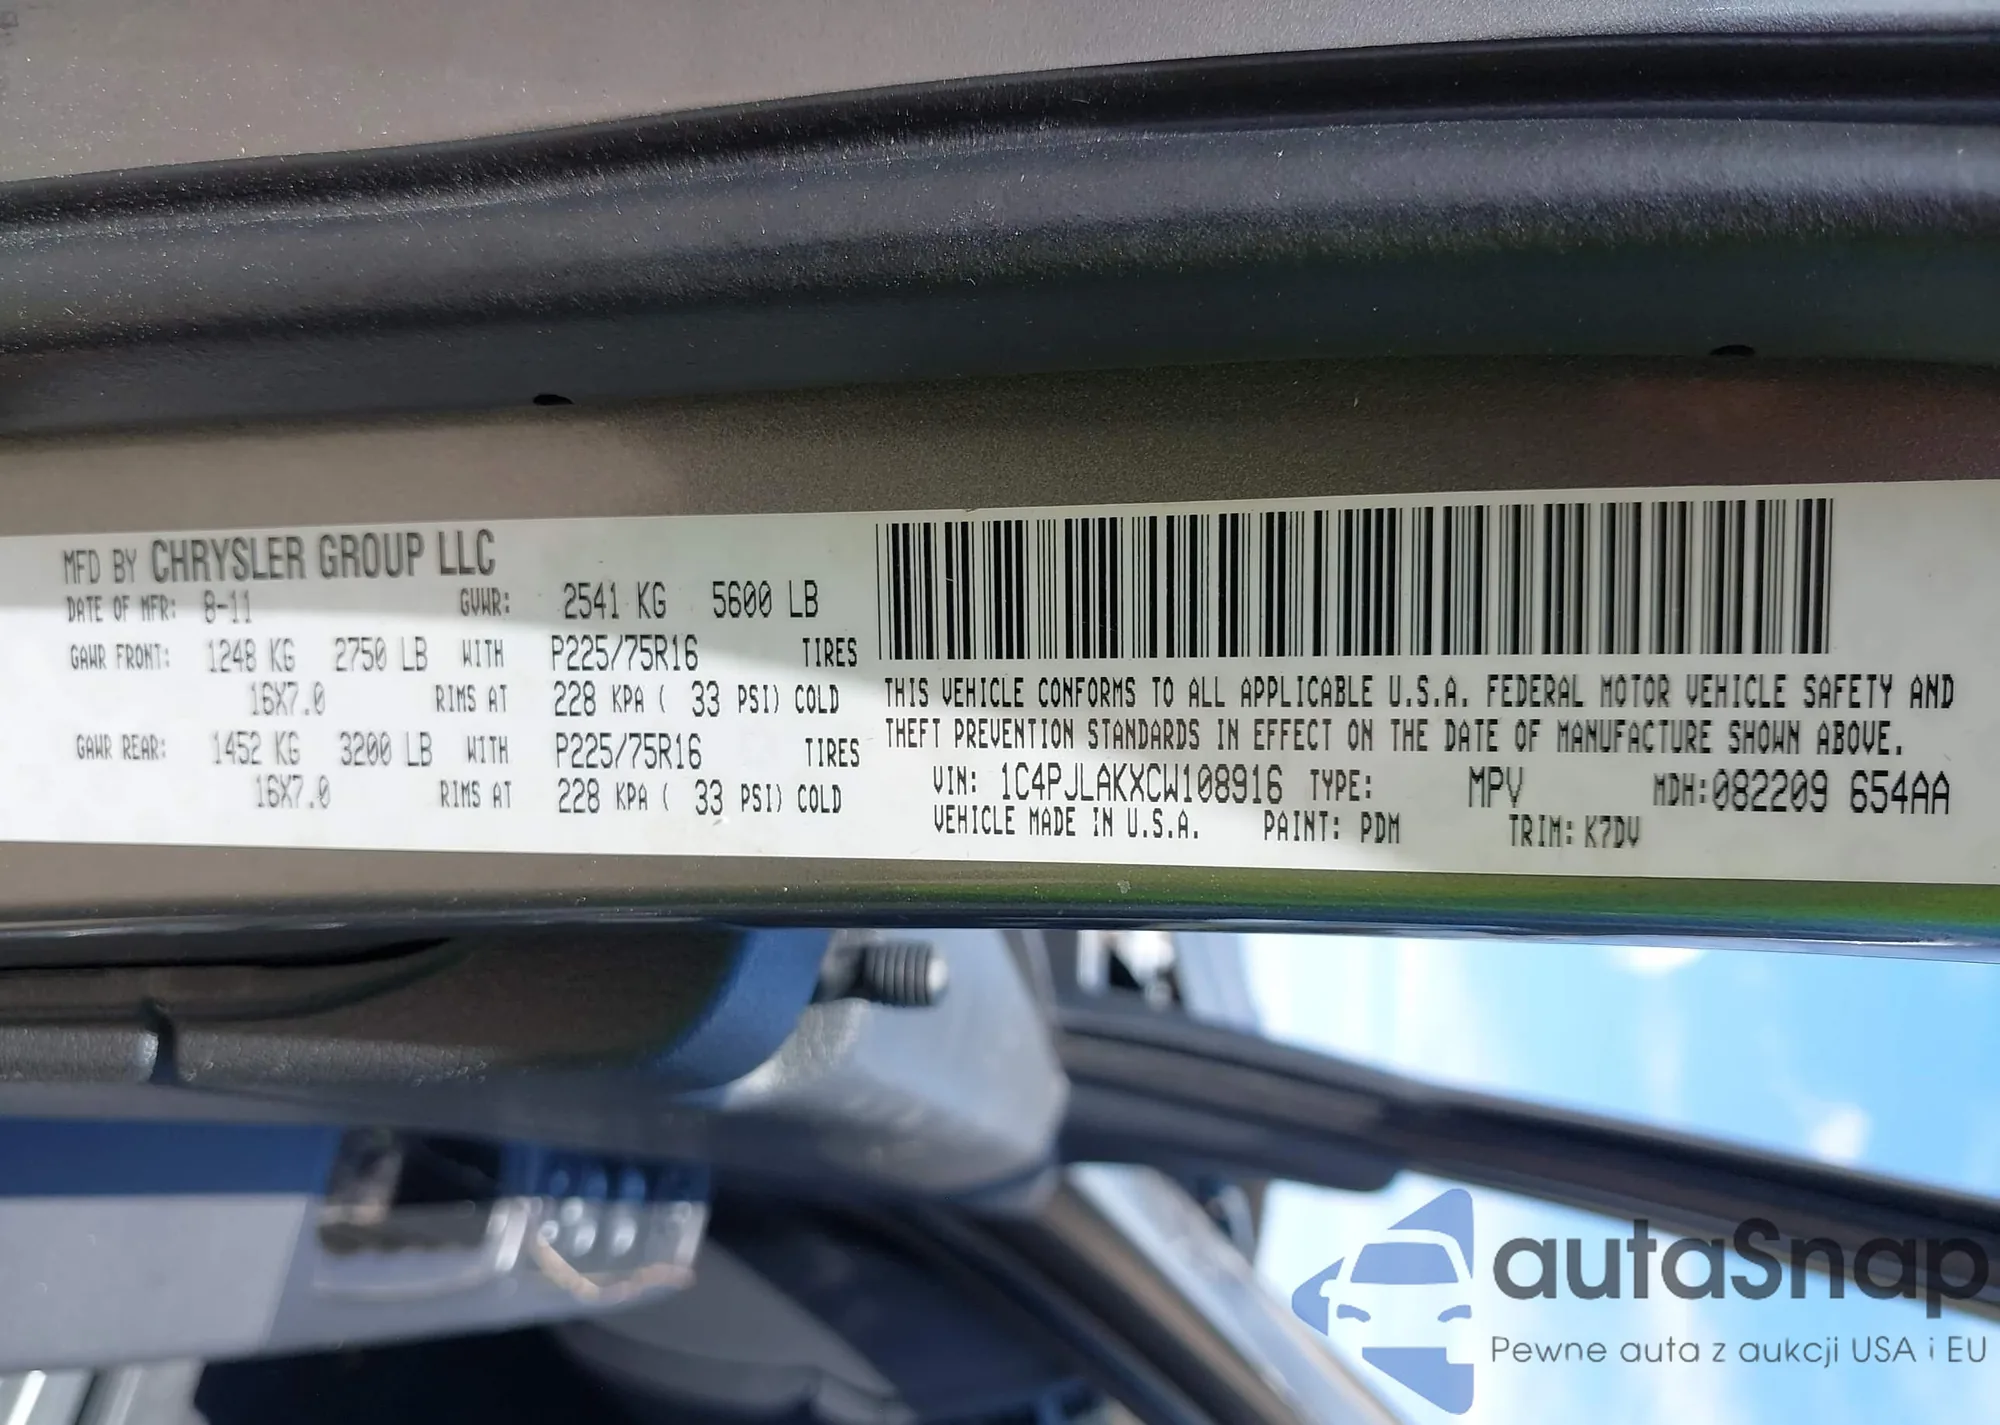 MFD BY CHRYSLER GROUP LLC
DATE OF MFR: 8-11 GVWR: 2541 KG 5600 LB
GAWR FRONT: 1248 KG 2750 LB WITH P225/75R16 TIRES
16X7.0 RIMS AT 228 KPA ( 33 PSI) COLD
GAWR REAR: 1452 KG 3200 LB WITH P225/75R16 TIRES
16X7.0 RIMS AT 228 KPA ( 33 PSI) COLD
THIS VEHICLE CONFORMS TO ALL APPLICABLE U.S.A. FEDERAL MOTOR VEHICLE SAFETY AND
THEFT PREVENTION STANDARDS IN EFFECT ON THE DATE OF MANUFACTURE SHOWN ABOVE.
VIN: 1C4PJLAKXCW108916 TYPE: MPV MDH:082209 654AA
VEHICLE MADE IN U.S.A. PAINT: PDM TRIM: K7DV
autaSnap
Pewne auta z aukcji USA i EU